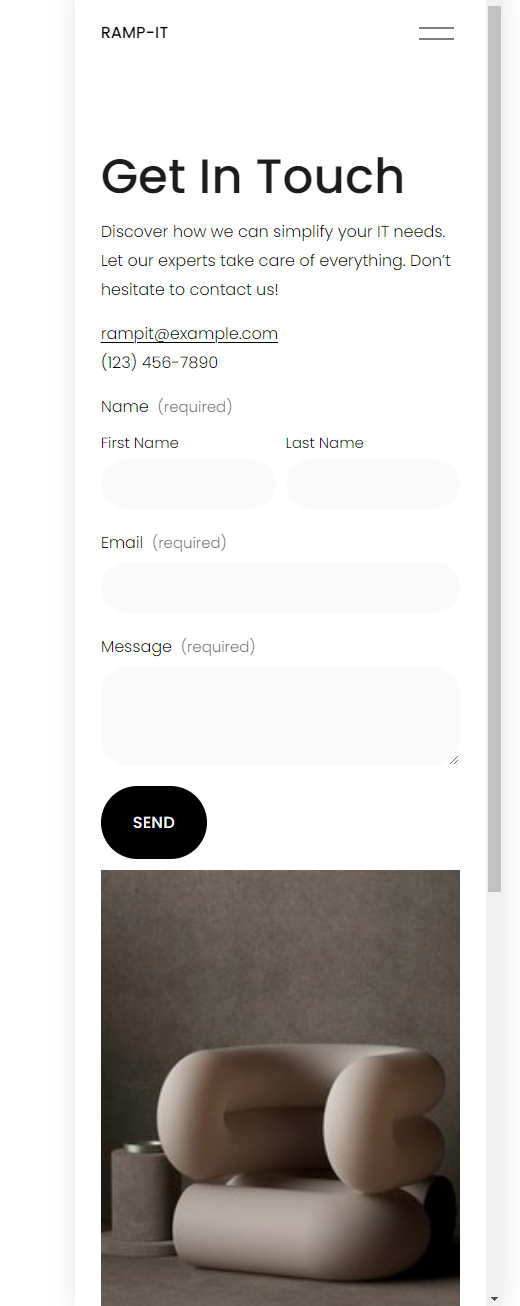 RAMP-IT
Get In Touch
Discover how we can simplify your IT needs.
Let our experts take care of everything. Don't
hesitate to contact us!
rampit@example.com
(123) 456-7890
Name (required)
First Name Last Name
Email (required)
Message (required)
SEND